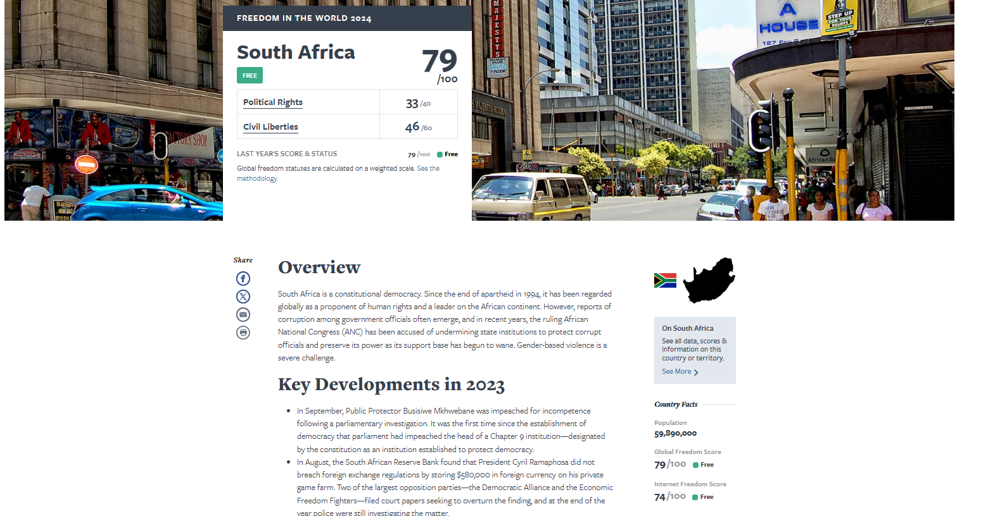 FREEDOM IN THE WORLD 2024
South Africa
79
/100
FREE
Political Rights
33 /40
Civil Liberties
46 /60
LAST YEAR'S SCORE & STATUS
79 /100 Free
Global freedom statuses are calculated on a weighted scale. See the
methodology.
MAJESTYS
DIAMOND
1ST FLOOR
MAJESTYS BUILDING
A
HOUSE
STEP UP
FOR YOUR
BELIEFS
African Ba
FACTORY SHOP
JEANS
LEVI
STRAUSS
& CO.
Share
Overview
South Africa is a constitutional democracy. Since the end of apartheid in 1994, it has been regarded
globally as a proponent of human rights and a leader on the African continent. However, reports of
corruption among government officials often emerge, and in recent years, the ruling African
National Congress (ANC) has been accused of undermining state institutions to protect corrupt
officials and preserve its power as its support base has begun to wane. Gender-based violence is a
severe challenge.
Key Developments in 2023
In September, Public Protector Busisiwe Mkhwebane was impeached for incompetence
following a parliamentary investigation. It was the first time since the establishment of
democracy that parliament had impeached the head of a Chapter 9 institution—designated
by the constitution as an institution established to protect democracy.
In August, the South African Reserve Bank found that President Cyril Ramaphosa did not
breach foreign exchange regulations by storing $580,000 in foreign currency on his private
game farm. Two of the largest opposition parties—the Democratic Alliance and the Economic
Freedom Fighters—filed court papers seeking to overturn the finding, and at the end of the
year police were still investigating the matter.
On South Africa
See all data, scores &
information on this
country or territory.
See More
Country Facts
Population
59,890,000
Global Freedom Score
79 /100 Free
Internet Freedom Score
74 /100 Free